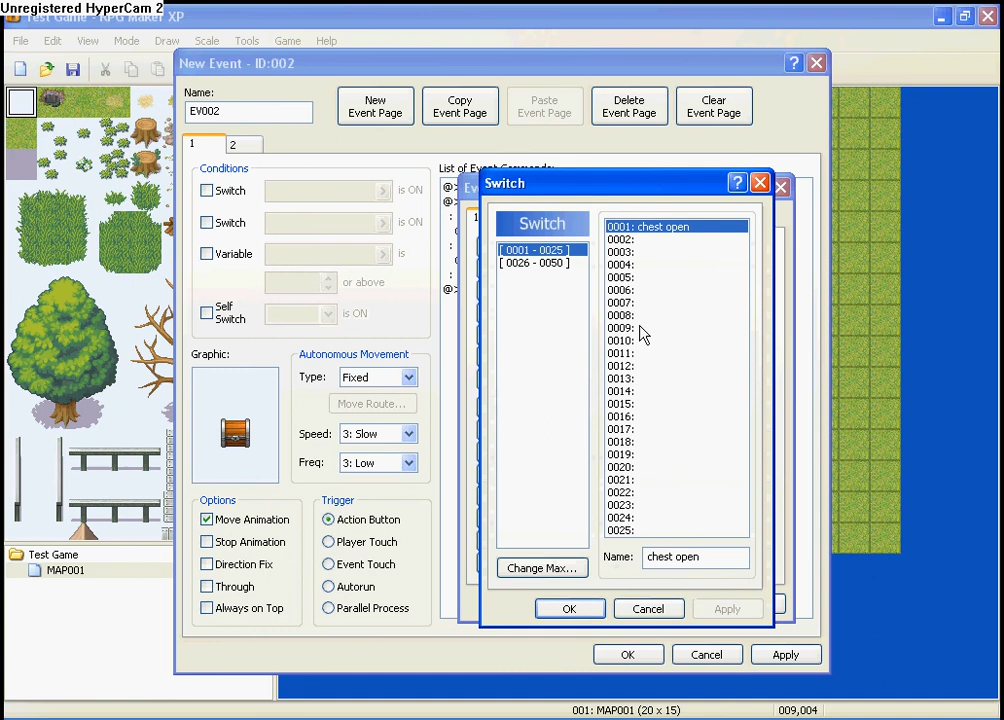 Unregistered HyperCam 2
Test Game - RPG Maker XP
File Edit View Mode Draw Scale Tools Game Help
New Event - ID:002
Name:
EV002
New Event Page
Copy Event Page
Paste Event Page
Delete Event Page
Clear Event Page
1 2
Conditions
Switch is ON
Switch is ON
Variable is
or above
Self Switch is ON
Graphic:
Autonomous Movement
Type: Fixed
Move Route...
Speed: 3: Slow
Freq: 3: Low
Options
Move Animation
Stop Animation
Direction Fix
Through
Always on Top
Trigger
Action Button
Player Touch
Event Touch
Autorun
Parallel Process
List of Event Commands:
@>
@>
:
:
:
@>
1
Switch
Switch
[ 0001 - 0025 ]
[ 0026 - 0050 ]
Change Max...
0001: chest open
0002:
0003:
0004:
0005:
0006:
0007:
0008:
0009:
0010:
0011:
0012:
0013:
0014:
0015:
0016:
0017:
0018:
0019:
0020:
0021:
0022:
0023:
0024:
0025:
Name: chest open
OK Cancel Apply
OK Cancel Apply
Test Game
MAP001
001: MAP001 (20 x 15) 009,004